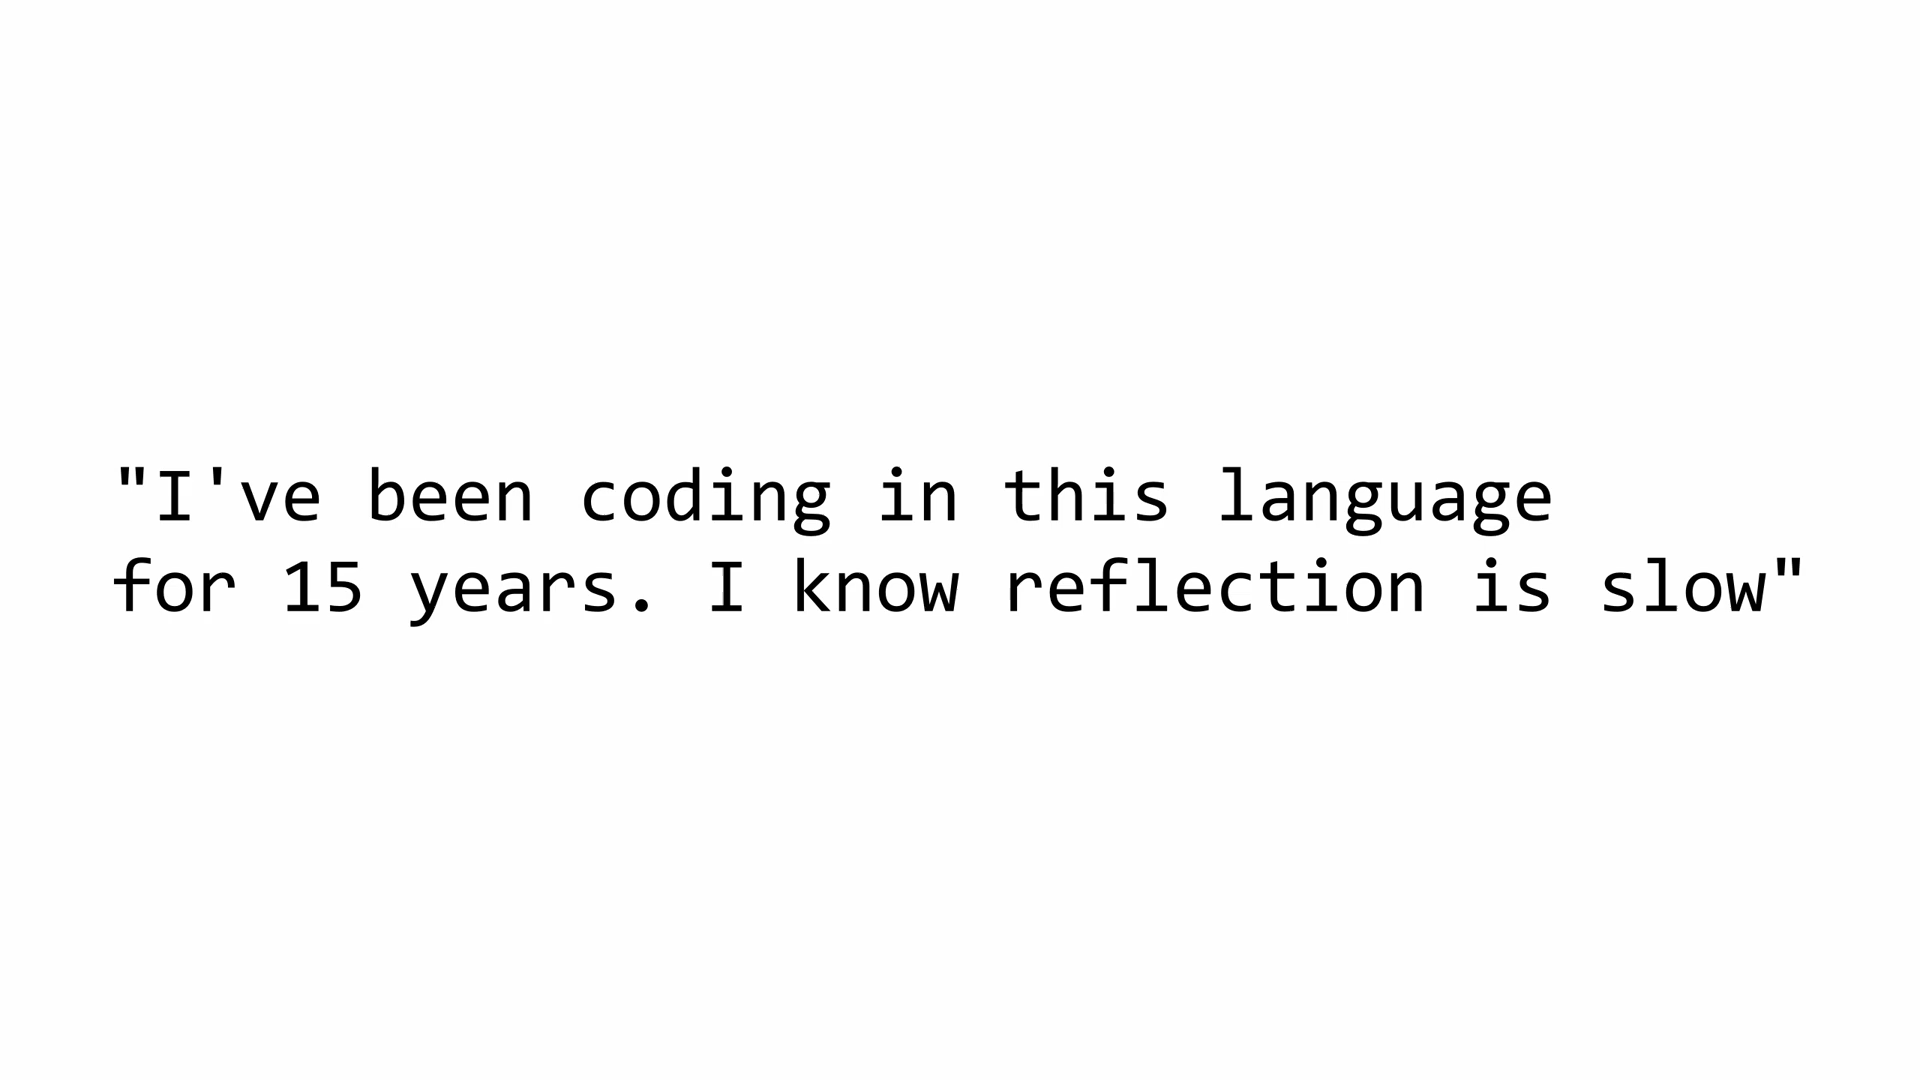 "I've been coding in this language
for 15 years. I know reflection is slow"